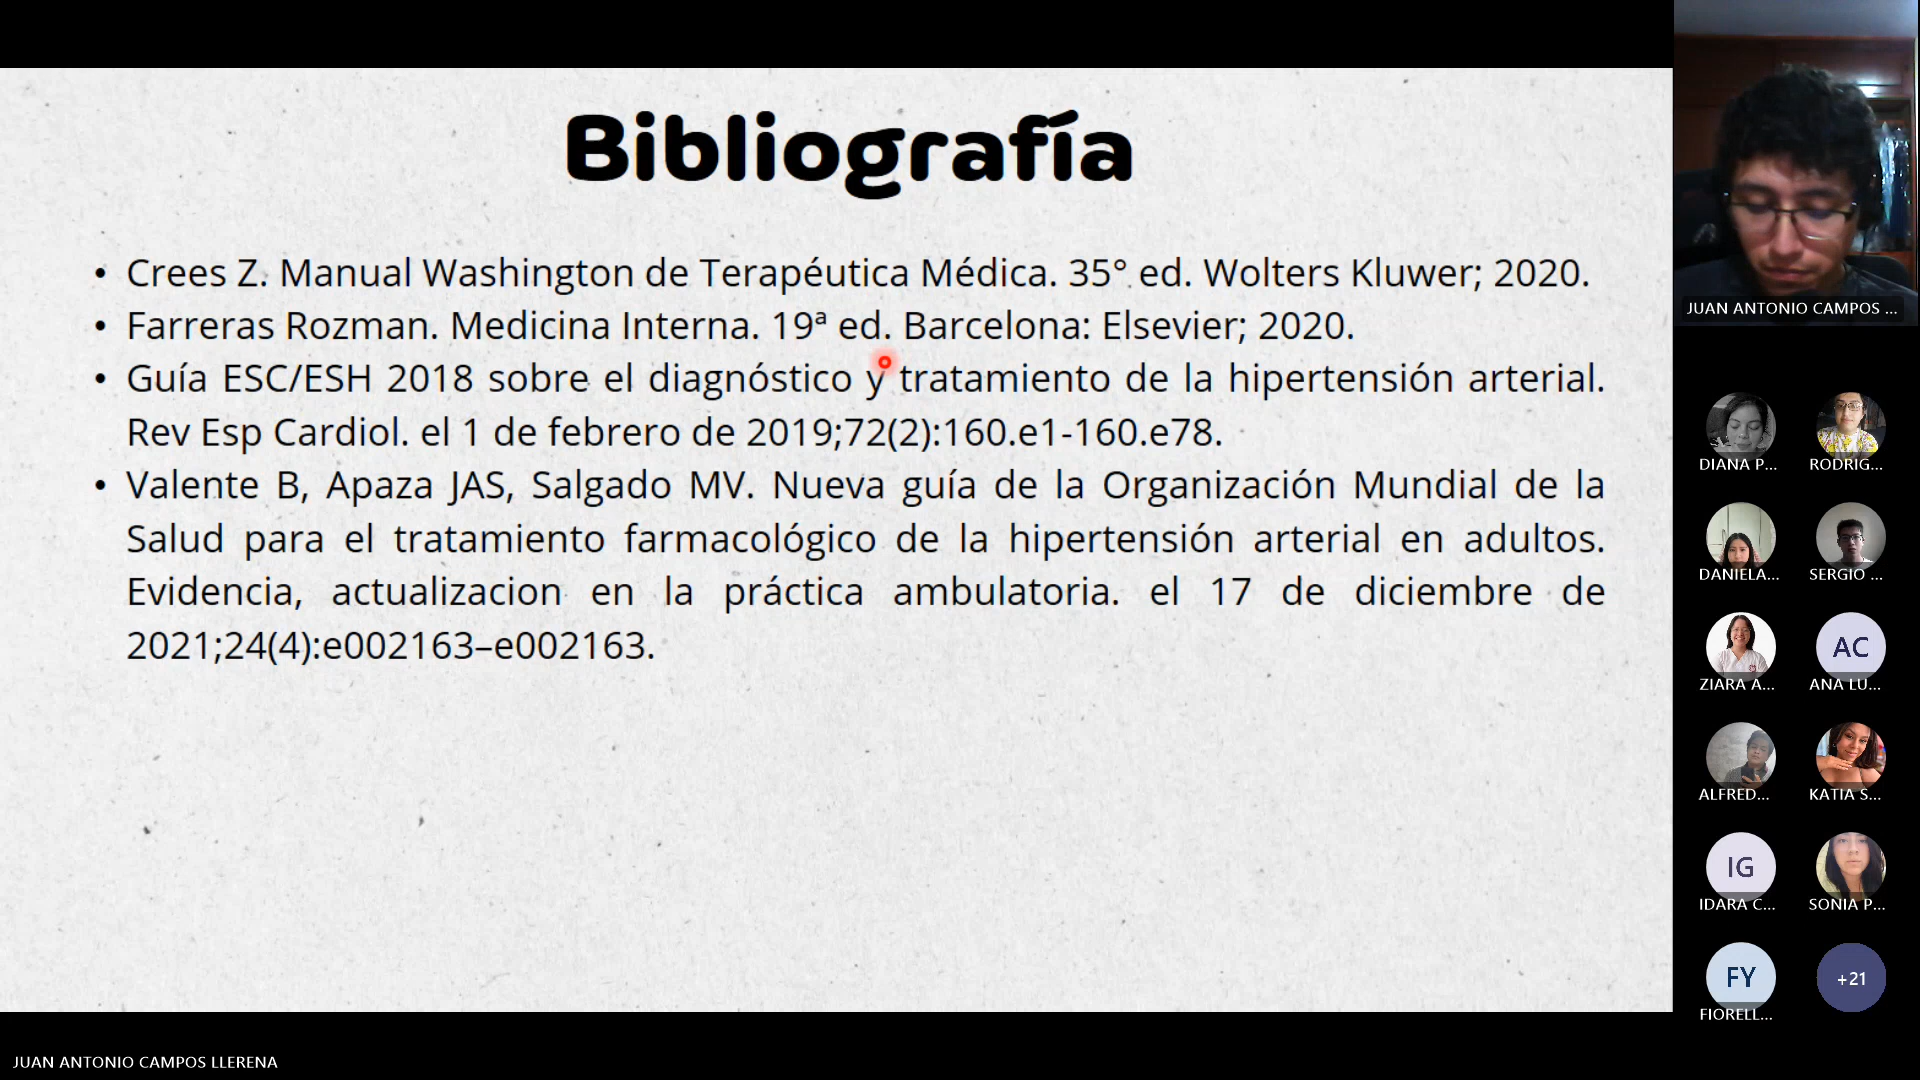 Bibliografía
• Crees Z. Manual Washington de Terapéutica Médica. 35° ed. Wolters Kluwer; 2020.
• Farreras Rozman. Medicina Interna. 19ª ed. Barcelona: Elsevier; 2020.
• Guía ESC/ESH 2018 sobre el diagnóstico y tratamiento de la hipertensión arterial.
Rev Esp Cardiol. el 1 de febrero de 2019;72(2):160.e1-160.e78.
• Valente B, Apaza JAS, Salgado MV. Nueva guía de la Organización Mundial de la
Salud para el tratamiento farmacológico de la hipertensión arterial en adultos.
Evidencia, actualizacion en la práctica ambulatoria. el 17 de diciembre de
2021;24(4):e002163–e002163.
JUAN ANTONIO CAMPOS ...
DIANA P...
RODRIG...
DANIELA...
SERGIO ...
ZIARA A...
AC
ANA LU...
ALFRED...
KATIA S...
IG
IDARA C...
SONIA P...
FY
FIORELL...
+21
JUAN ANTONIO CAMPOS LLERENA